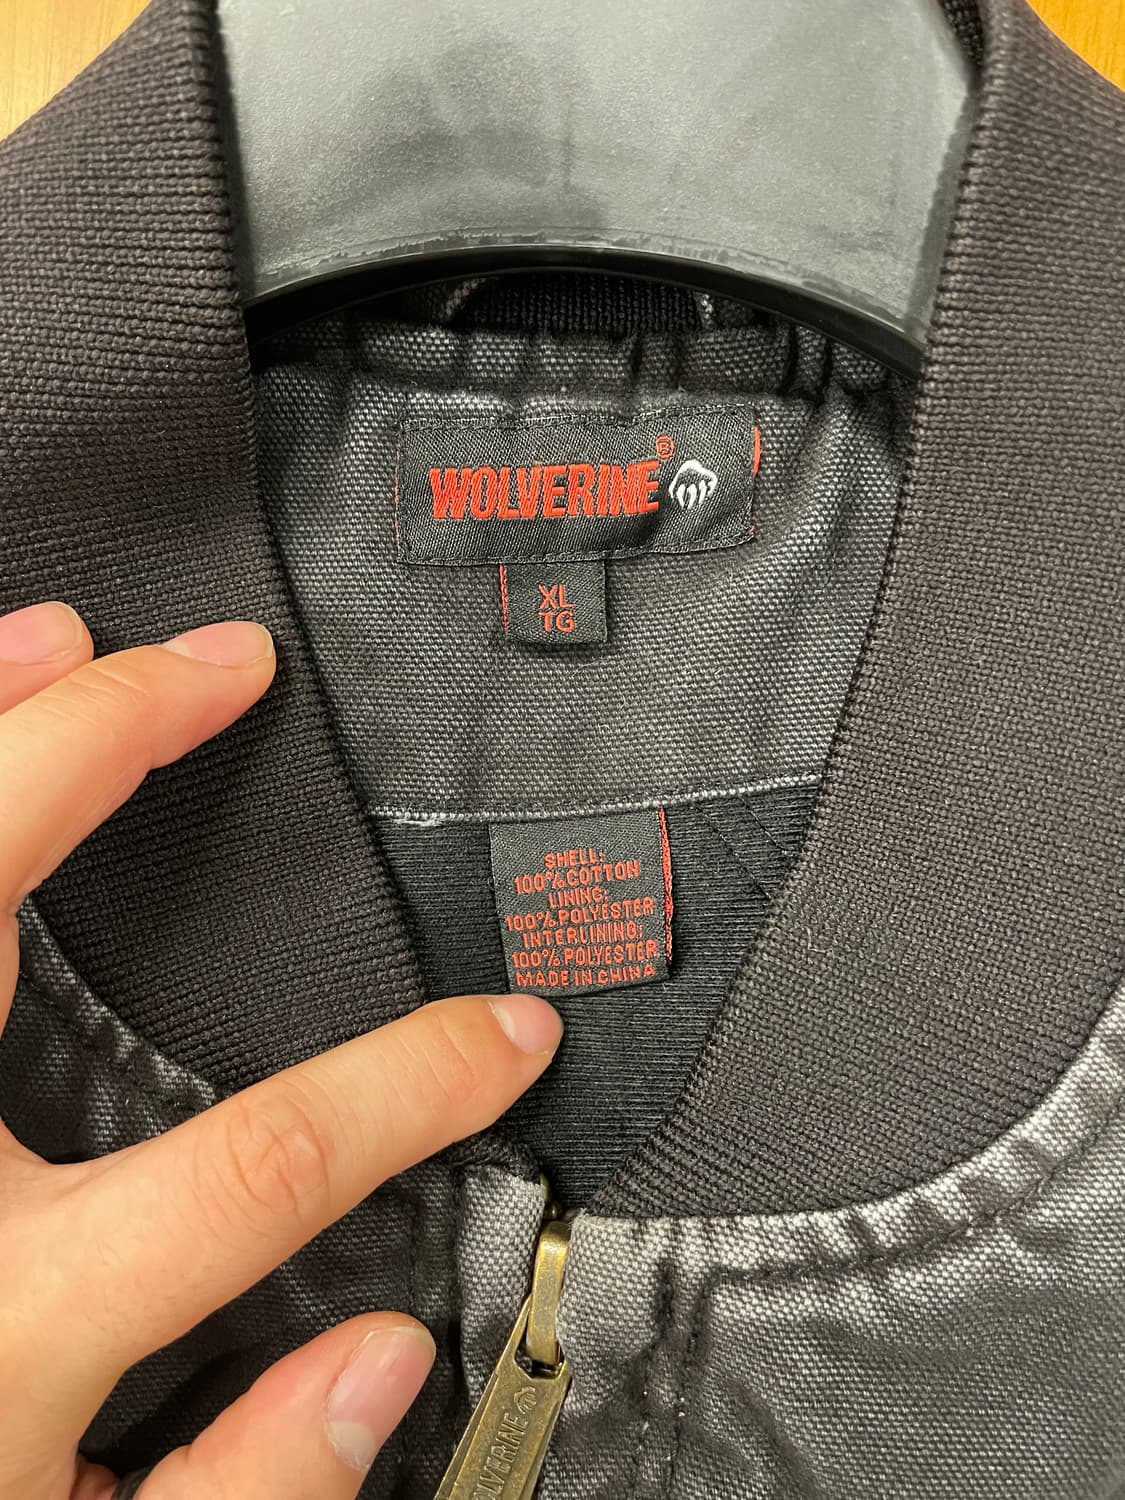 WOLVERINE®
XL
TG
SHELL:
100% COTTON
LINING:
100% POLYESTER
INTERLINING:
100% POLYESTER
MADE IN CHINA
WOLVERINE